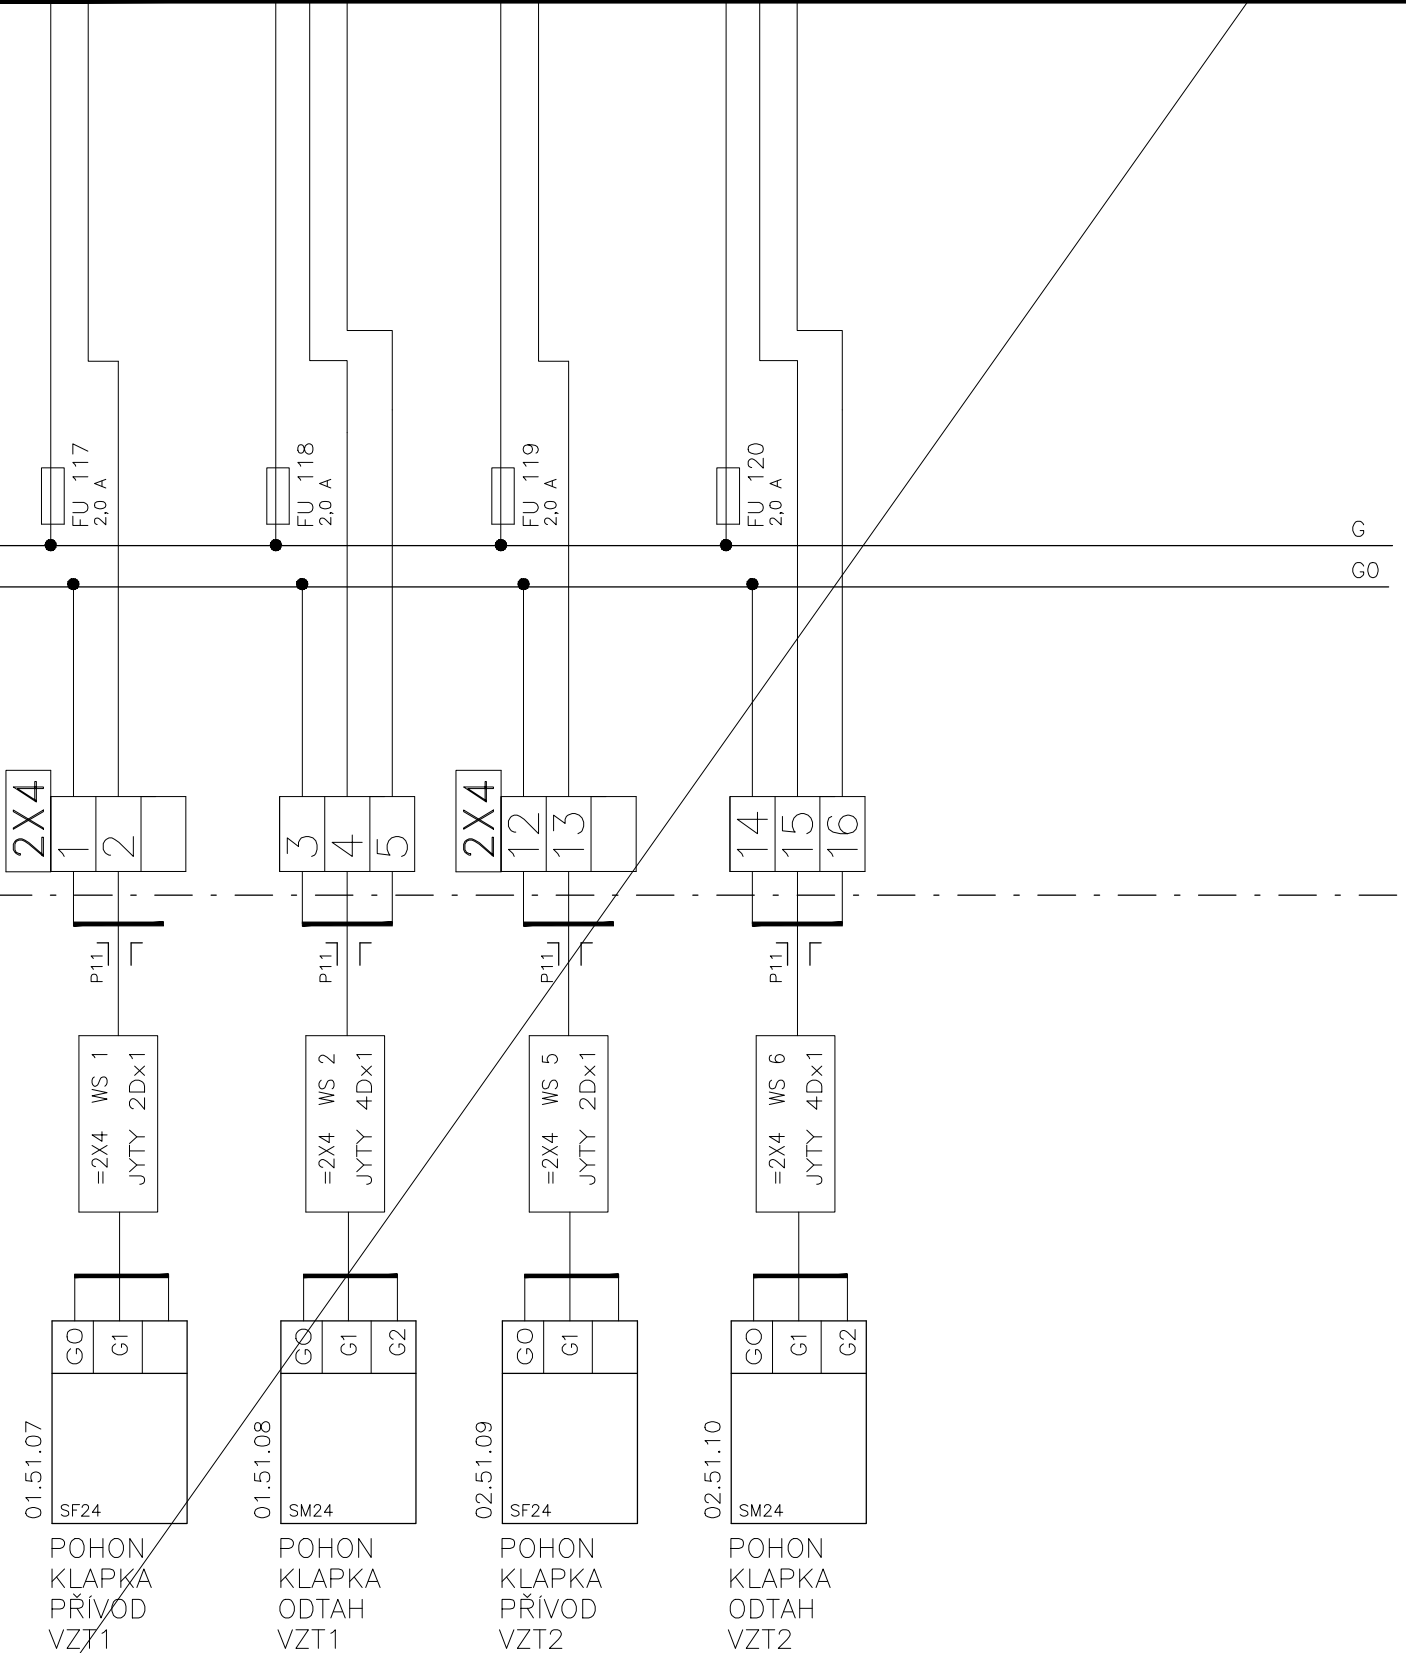 FU 117
2,0 A
FU 118
2,0 A
FU 119
2,0 A
FU 120
2,0 A
G
GO
2X4
1
2
3
4
5
2X4
12
13
14
15
16
P11
P11
P11
P11
=2X4 WS 1
JYTY 2Dx1
=2X4 WS 2
JYTY 4Dx1
=2X4 WS 5
JYTY 2Dx1
=2X4 WS 6
JYTY 4Dx1
GO
G1
GO
G1
G2
GO
G1
GO
G1
G2
01.51.07
SF24
01.51.08
SM24
02.51.09
SF24
02.51.10
SM24
POHON
KLAPKA
PŘÍVOD
VZT1
POHON
KLAPKA
ODTAH
VZT1
POHON
KLAPKA
PŘÍVOD
VZT2
POHON
KLAPKA
ODTAH
VZT2